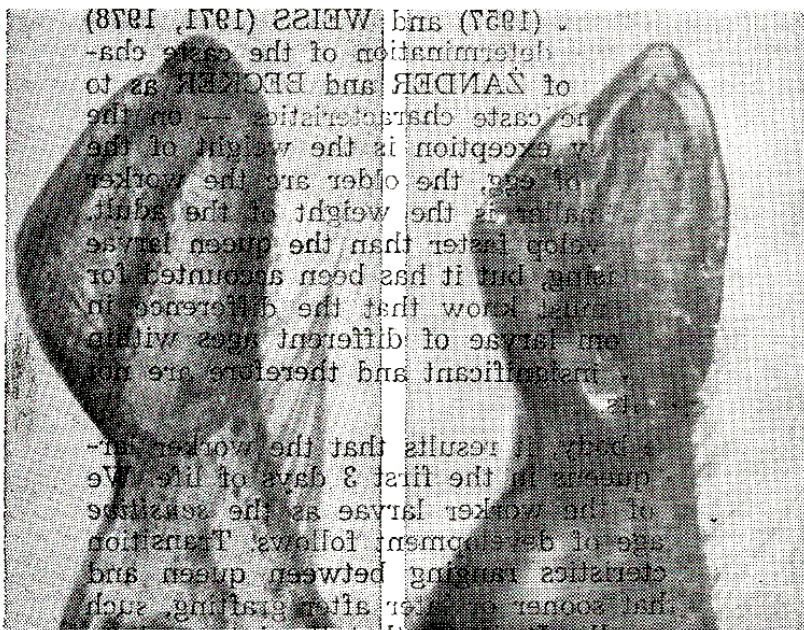 . (1957) and WEISS (1971, 1978)
determination of the caste cha-
of ZANDER and BECKER as to
he caste characteristics — on the
y exception is the weight of the
of egg, the older are the worker
maller is the weight of the adult.
velop faster than the queen larvae
ising, but it has been accounted for
must know that the difference in
om larvae of different ages within
insignificant and therefore are not
body, it results that the worker lar-
queens in the first 3 days of life. We
of the worker larvae as the sensitive
age of development follows. Transition
cteristics ranging between queen and
hat sooner or later after grafting, such